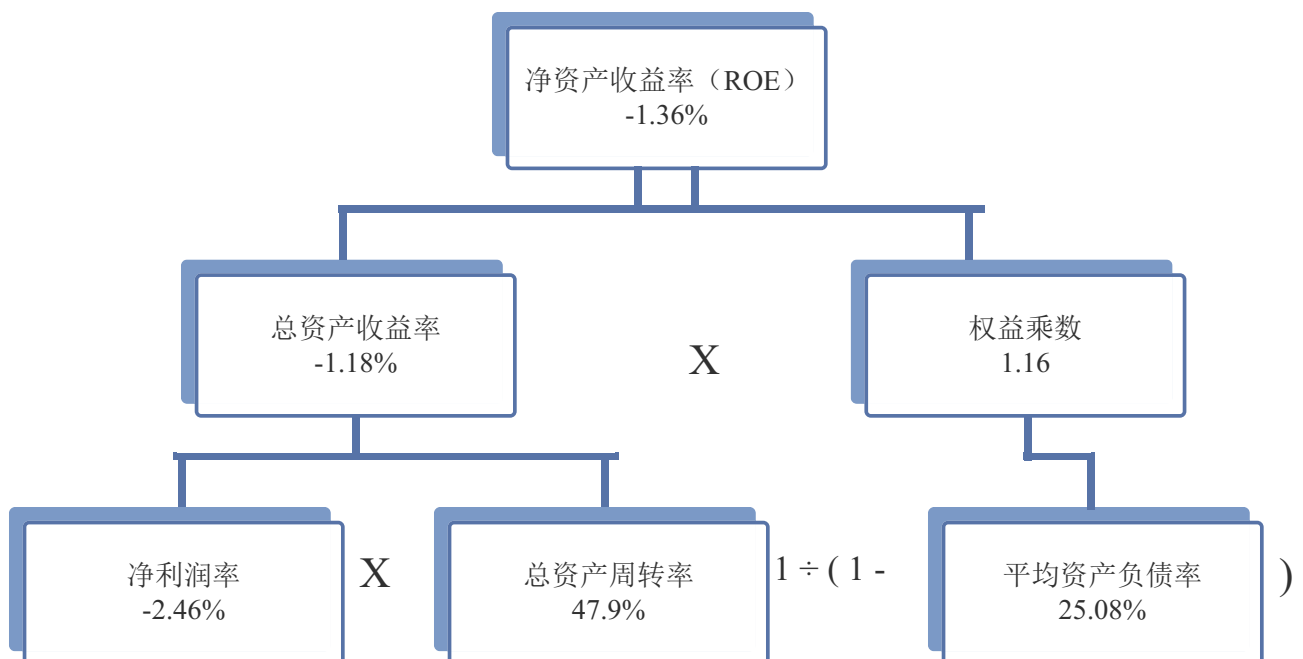 净资产收益率（ROE）
-1.36%
总资产收益率
-1.18%
X
权益乘数
1.16
净利润率
-2.46%
X
总资产周转率
47.9%
1 ÷ ( 1 -
平均资产负债率
25.08%
)